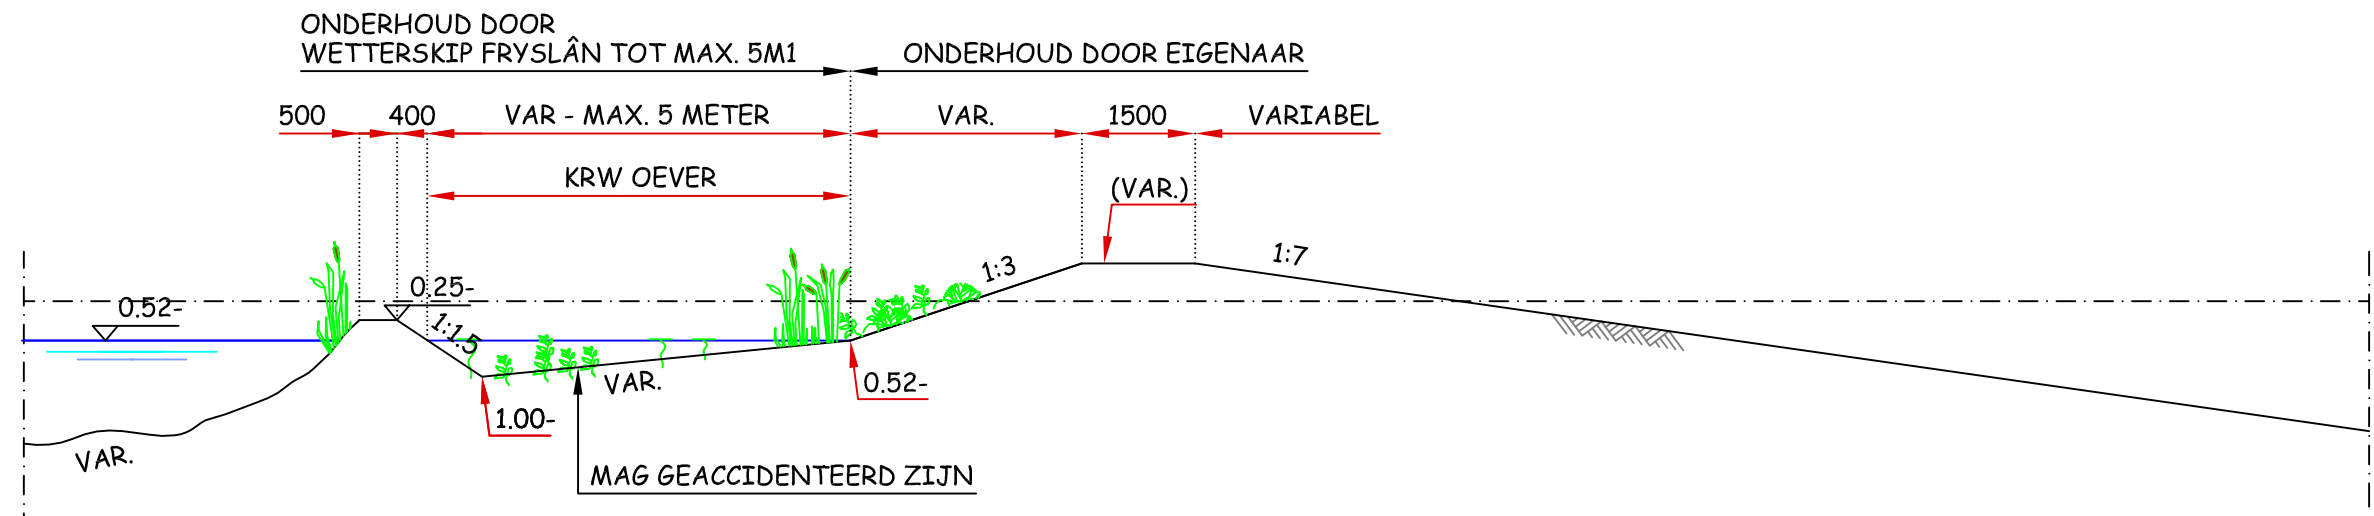 ONDERHOUD DOOR
WETTERSKIP FRYSLÂN TOT MAX. 5M1
ONDERHOUD DOOR EIGENAAR
500
400
VAR - MAX. 5 METER
VAR.
1500
VARIABEL
KRW OEVER
(VAR.)
0.52-
0.25-
1:1.5
1:3
1:7
VAR.
0.52-
1.00-
VAR.
MAG GEACCIDENTEERD ZIJN